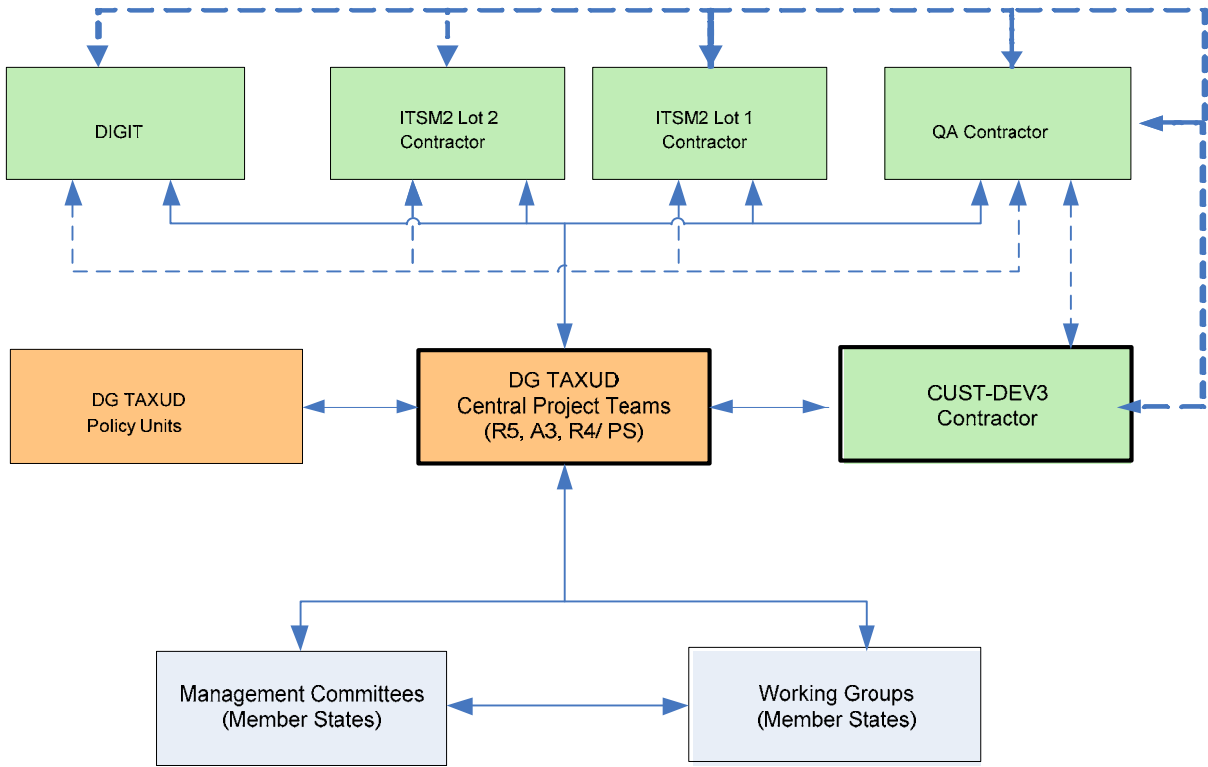 DIGIT
ITSM2 Lot 2
Contractor
ITSM2 Lot 1
Contractor
QA Contractor
DG TAXUD
Policy Units
DG TAXUD
Central Project Teams
(R5, A3, R4/ PS)
CUST-DEV3
Contractor
Management Committees
(Member States)
Working Groups
(Member States)